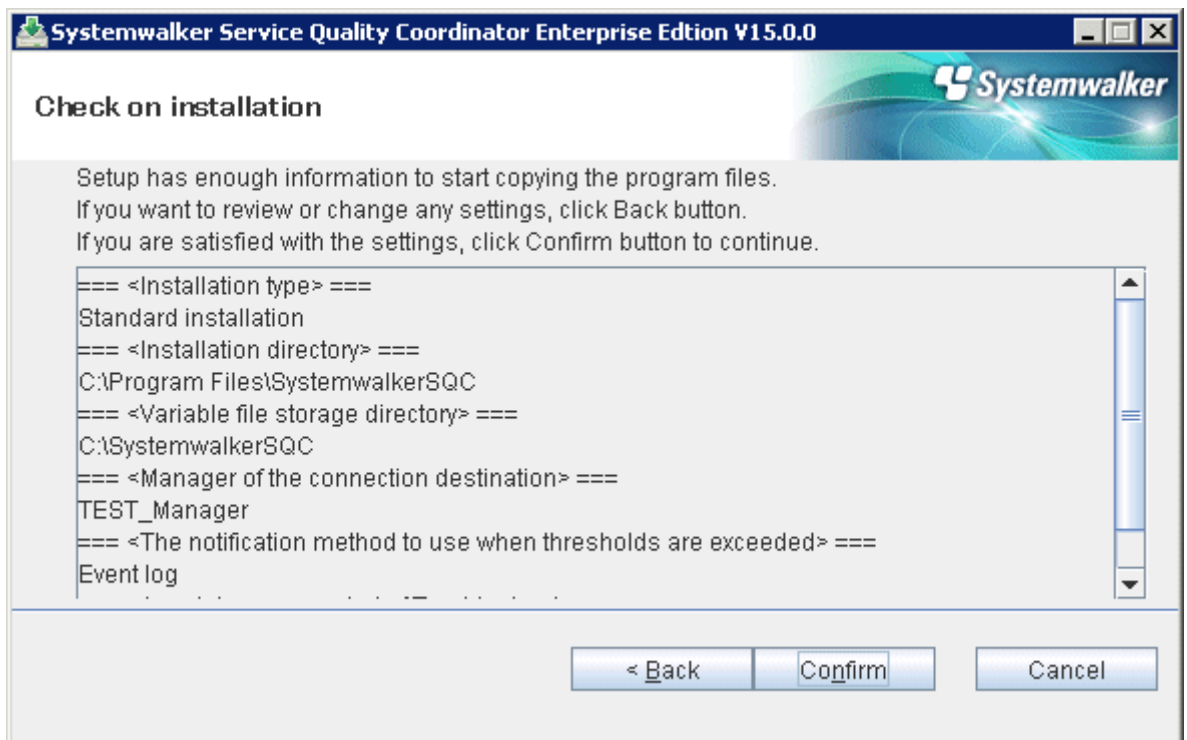 Systemwalker Service Quality Coordinator Enterprise Edtion V15.0.0
Systemwalker
Check on installation
Setup has enough information to start copying the program files.
If you want to review or change any settings, click Back button.
If you are satisfied with the settings, click Confirm button to continue.
=== <Installation type> ===
Standard installation
=== <Installation directory> ===
C:\Program Files\SystemwalkerSQC
=== <Variable file storage directory> ===
C:\SystemwalkerSQC
=== <Manager of the connection destination> ===
TEST_Manager
=== <The notification method to use when thresholds are exceeded> ===
Event log
< Back
Confirm
Cancel